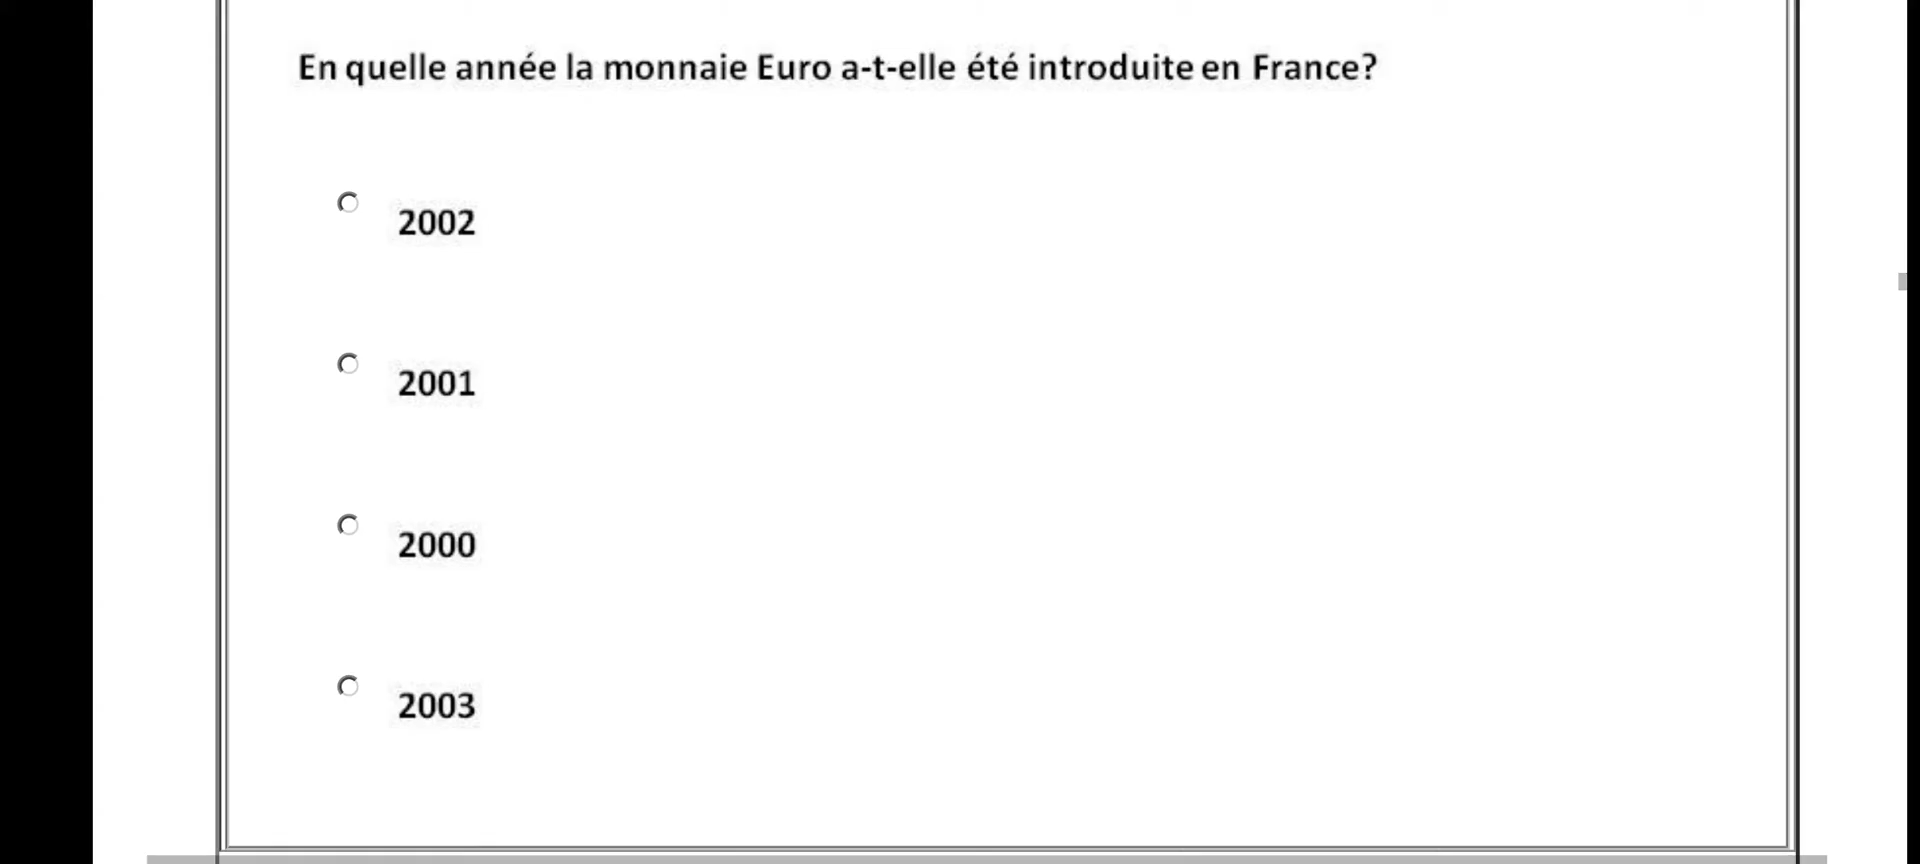 En quelle année la monnaie Euro a-t-elle été introduite en France?
2002
2001
2000
2003